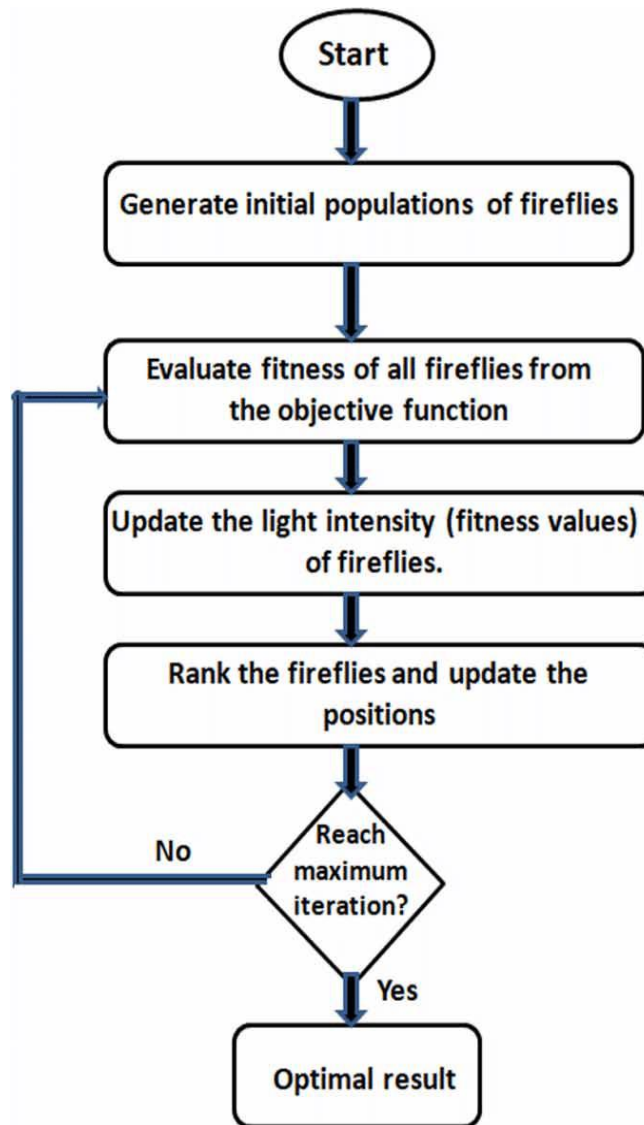 Start
Generate initial populations of fireflies
Evaluate fitness of all fireflies from
the objective function
Update the light intensity (fitness values)
of fireflies.
Rank the fireflies and update the
positions
Reach
maximum
iteration?
No
Yes
Optimal result